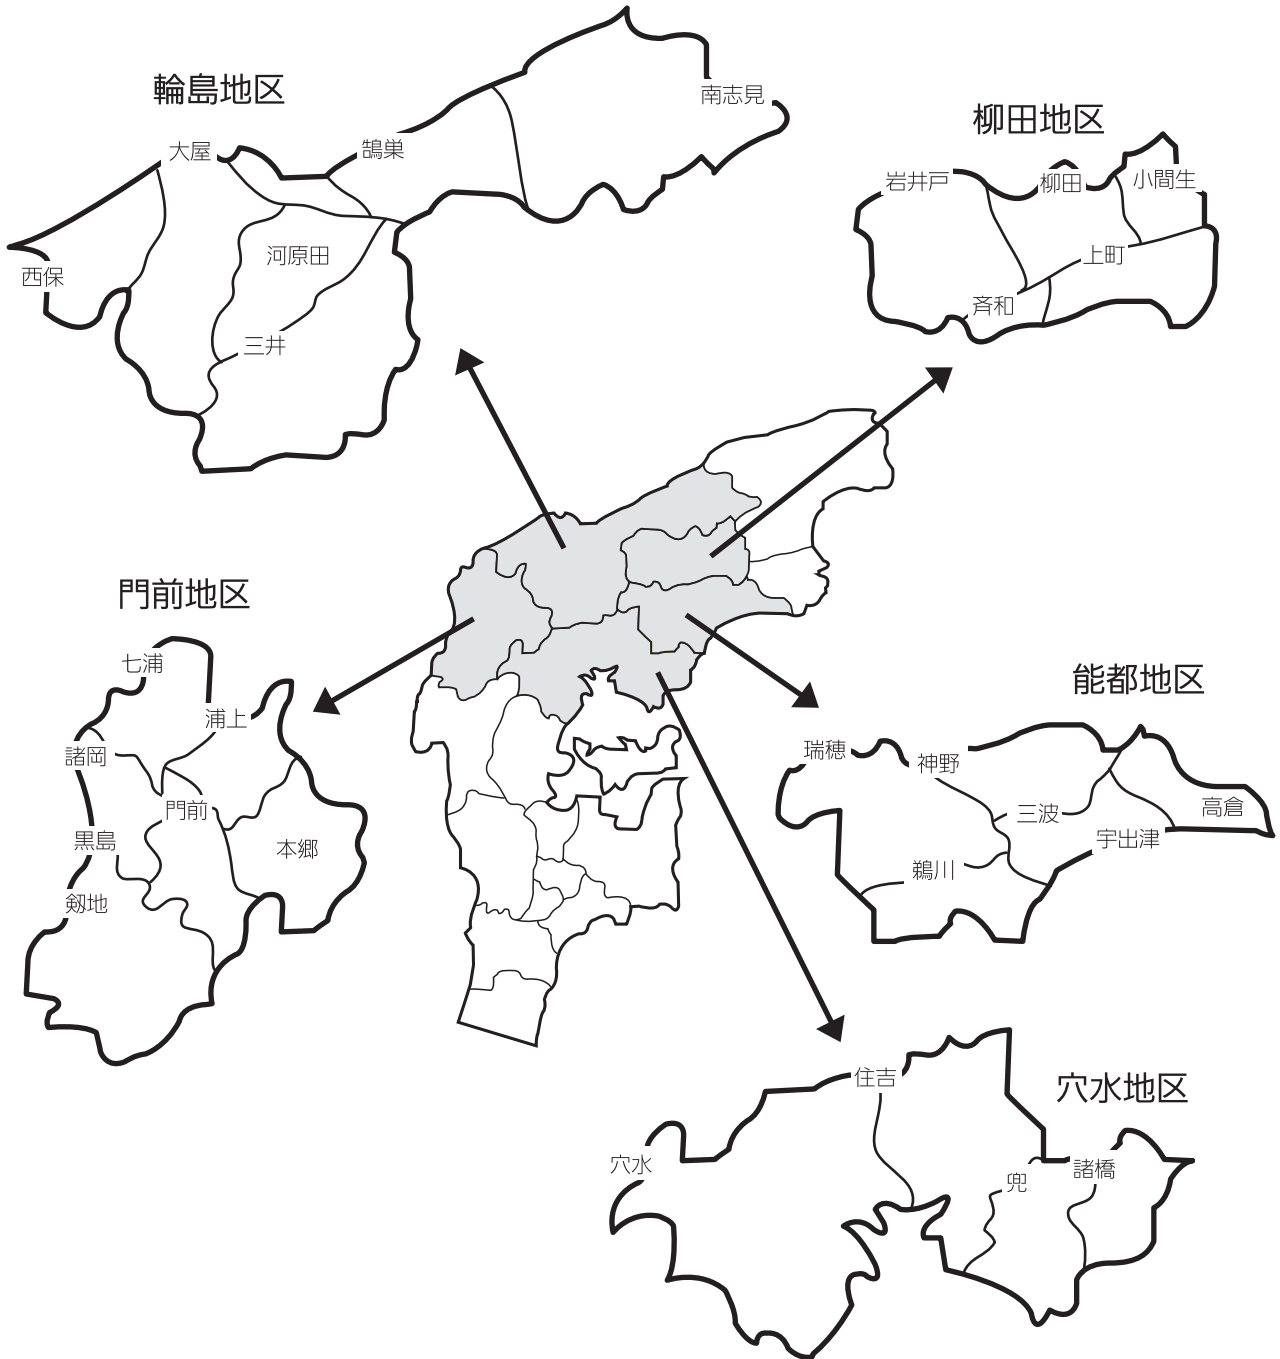 輪島地区
南志見
大屋
鵠巣
河原田
西保
三井
柳田地区
岩井戸
柳田
小間生
上町
斉和
門前地区
七浦
浦上
諸岡
門前
黒島
本郷
剱地
能都地区
瑞穂
神野
三波
高倉
宇出津
鵜川
穴水地区
住吉
穴水
兜
諸橋